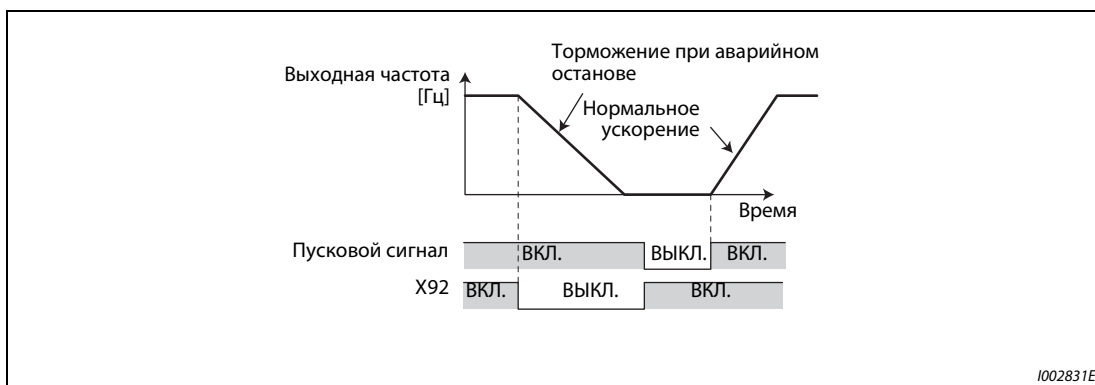 Торможение при аварийном
останове
Выходная частота
[Гц]
Нормальное
ускорение
Время
Пусковой сигнал
ВКЛ.
ВЫКЛ.
ВКЛ.
X92
ВКЛ.
ВЫКЛ.
ВКЛ.
I002831E